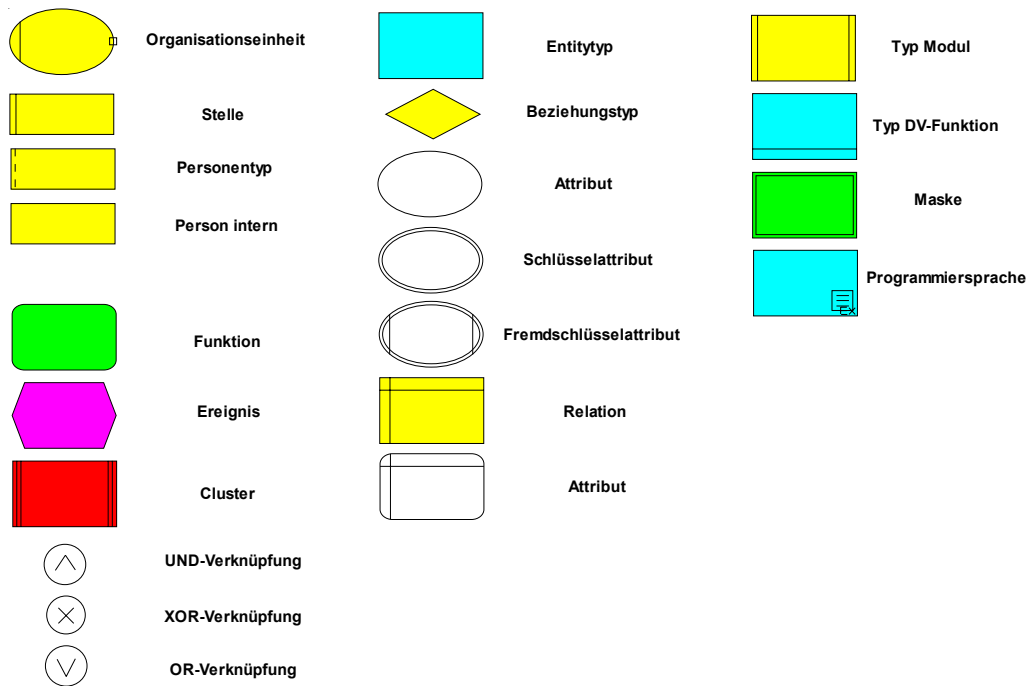 Organisationseinheit
Stelle
Personentyp
Person intern
Funktion
Ereignis
Cluster
UND-Verknüpfung
XOR-Verknüpfung
OR-Verknüpfung
Entitytyp
Beziehungstyp
Attribut
Schlüsselattribut
Fremdschlüsselattribut
Relation
Attribut
Typ Modul
Typ DV-Funktion
Maske
Programmiersprache
EX